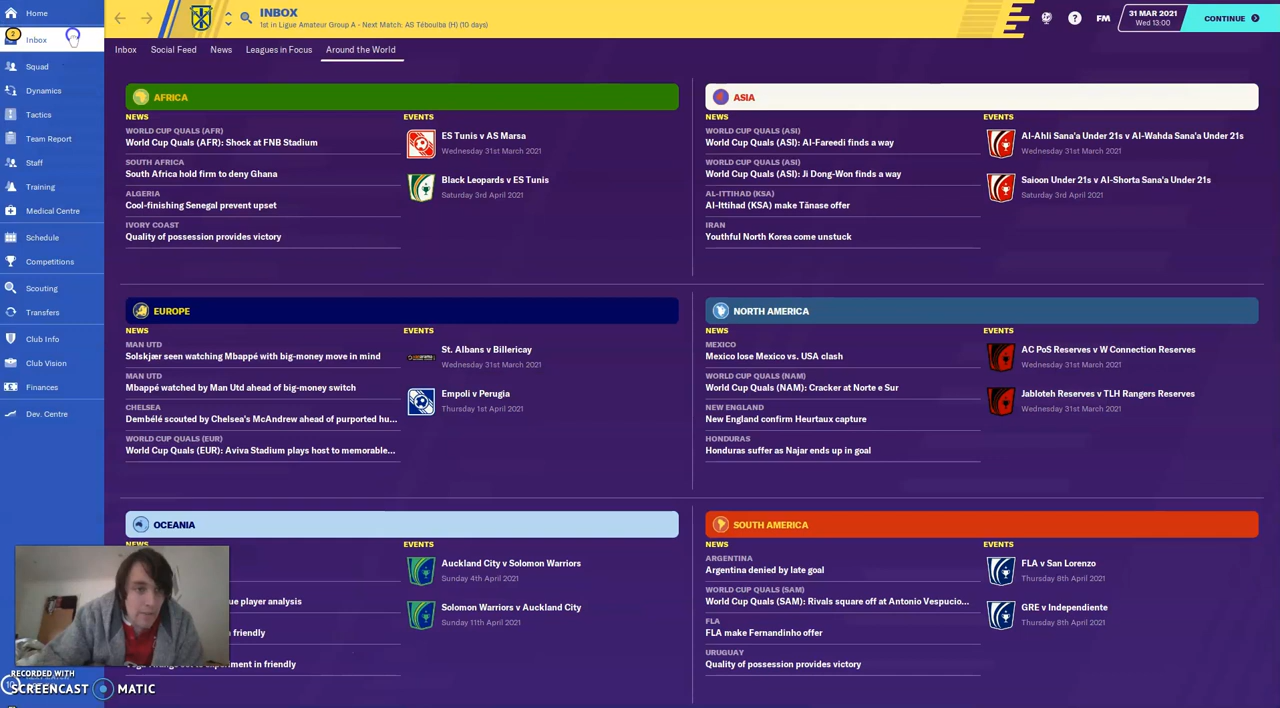 Home
2
Inbox
Squad
Dynamics
Tactics
Team Report
Staff
Training
Medical Centre
Schedule
Competitions
Scouting
Transfers
Club Info
Club Vision
Finances
Dev. Centre
INBOX
1st in Ligue Amateur Group A - Next Match: AS Téboulba (H) (10 days)
?
FM
31 MAR 2021
Wed 13:00
CONTINUE
Inbox
Social Feed
News
Leagues in Focus
Around the World
AFRICA
NEWS
WORLD CUP QUALS (AFR)
World Cup Quals (AFR): Shock at FNB Stadium
SOUTH AFRICA
South Africa hold firm to deny Ghana
ALGERIA
Cool-finishing Senegal prevent upset
IVORY COAST
Quality of possession provides victory
EVENTS
ES Tunis v AS Marsa
Wednesday 31st March 2021
Black Leopards v ES Tunis
Saturday 3rd April 2021
ASIA
NEWS
WORLD CUP QUALS (ASI)
World Cup Quals (ASI): Al-Fareedi finds a way
WORLD CUP QUALS (ASI)
World Cup Quals (ASI): Ji Dong-Won finds a way
AL-ITTIHAD (KSA)
Al-Ittihad (KSA) make Tănase offer
IRAN
Youthful North Korea come unstuck
EVENTS
Al-Ahli Sana'a Under 21s v Al-Wahda Sana'a Under 21s
Wednesday 31st March 2021
Saioon Under 21s v Al-Shorta Sana'a Under 21s
Saturday 3rd April 2021
EUROPE
NEWS
MAN UTD
Solskjær seen watching Mbappé with big-money move in mind
MAN UTD
Mbappé watched by Man Utd ahead of big-money switch
CHELSEA
Dembélé scouted by Chelsea's McAndrew ahead of purported hu...
WORLD CUP QUALS (EUR)
World Cup Quals (EUR): Aviva Stadium plays host to memorable...
EVENTS
St. Albans v Billericay
Wednesday 31st March 2021
Empoli v Perugia
Thursday 1st April 2021
NORTH AMERICA
NEWS
MEXICO
Mexico lose Mexico vs. USA clash
WORLD CUP QUALS (NAM)
World Cup Quals (NAM): Cracker at Norte e Sur
NEW ENGLAND
New England confirm Heurtaux capture
HONDURAS
Honduras suffer as Najar ends up in goal
EVENTS
AC PoS Reserves v W Connection Reserves
Wednesday 31st March 2021
Jabloteh Reserves v TLH Rangers Reserves
Wednesday 31st March 2021
OCEANIA
NEWS
ue player analysis
friendly
eriment in friendly
EVENTS
Auckland City v Solomon Warriors
Sunday 4th April 2021
Solomon Warriors v Auckland City
Sunday 11th April 2021
SOUTH AMERICA
NEWS
ARGENTINA
Argentina denied by late goal
WORLD CUP QUALS (SAM)
World Cup Quals (SAM): Rivals square off at Antonio Vespucio...
FLA
FLA make Fernandinho offer
URUGUAY
Quality of possession provides victory
EVENTS
FLA v San Lorenzo
Thursday 8th April 2021
GRE v Independiente
Thursday 8th April 2021
RECORDED WITH
SCREENCAST MATIC